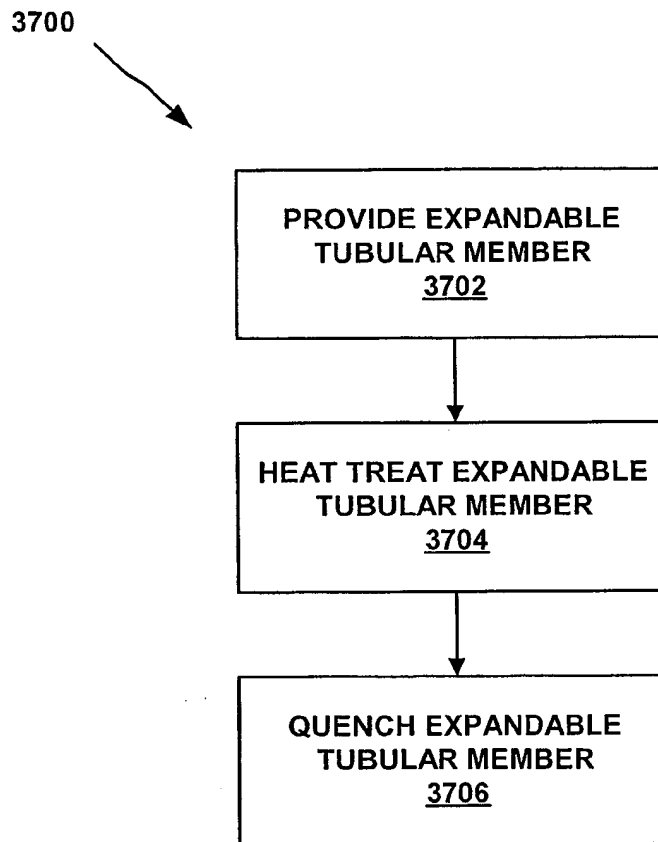 3700
PROVIDE EXPANDABLE
TUBULAR MEMBER
3702
HEAT TREAT EXPANDABLE
TUBULAR MEMBER
3704
QUENCH EXPANDABLE
TUBULAR MEMBER
3706